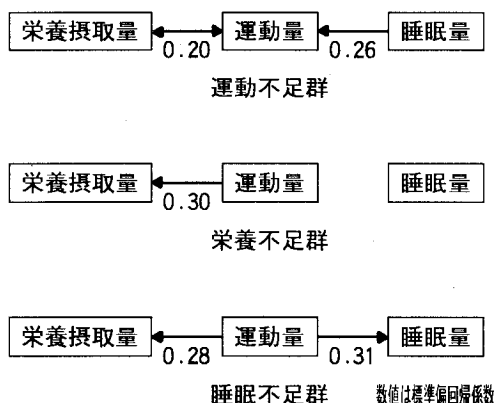 栄養摂取量 運動量 睡眠量
0.20 0.26
運動不足群
栄養摂取量 運動量 睡眠量
0.30
栄養不足群
栄養摂取量 運動量 睡眠量
0.28 0.31
睡眠不足群 数値は標準偏回帰係数